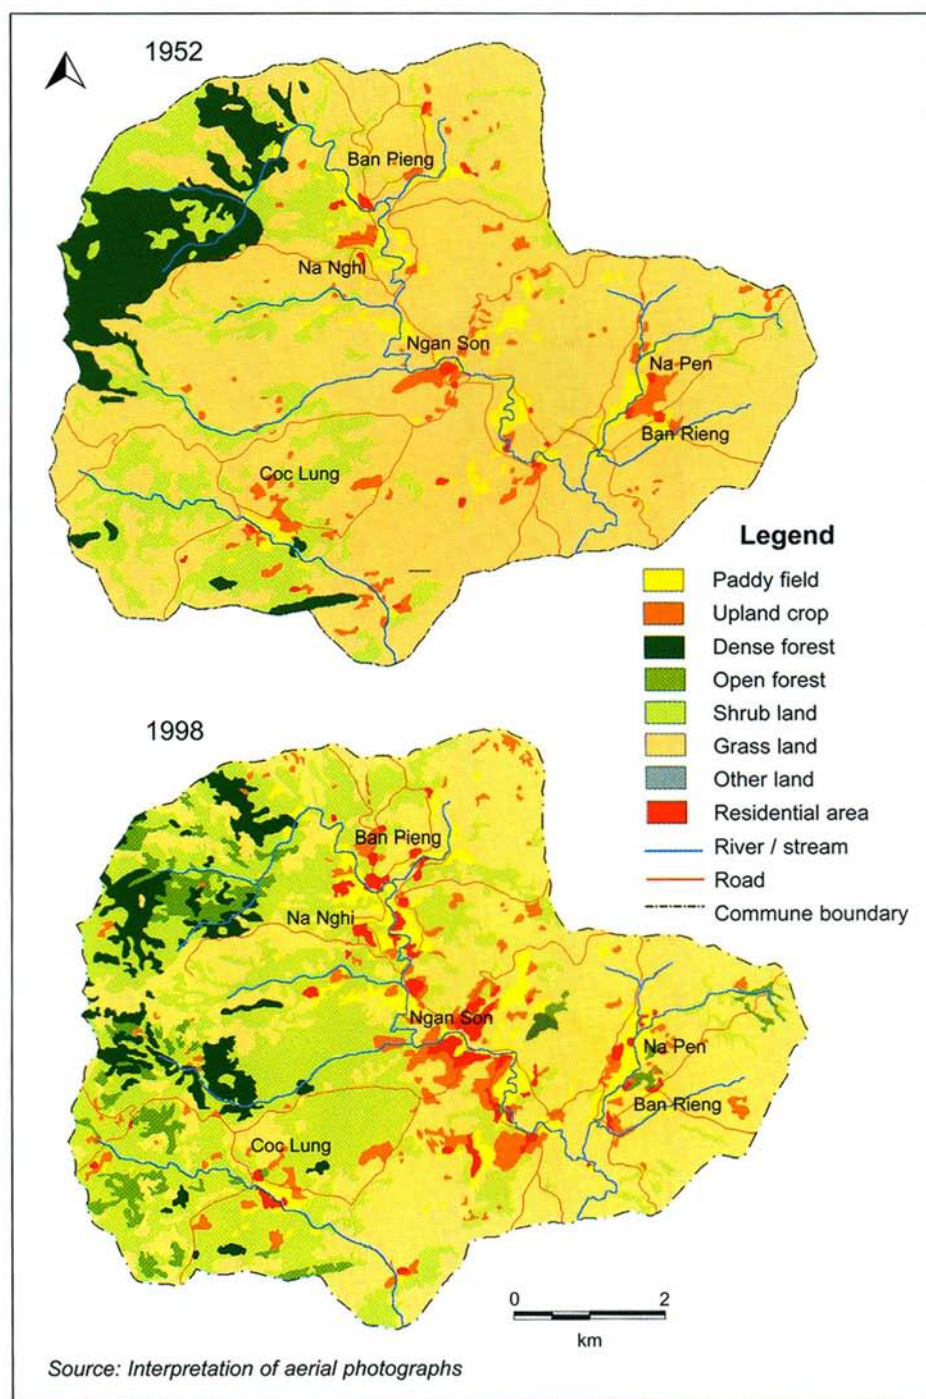 1952
Ban Pieng
Na Nghi
Ngan Son
Na Pen
Ban Rieng
Coc Lung
Legend
Paddy field
Upland crop
Dense forest
Open forest
Shrub land
Grass land
Other land
Residential area
River / stream
Road
Commune boundary
1998
Ban Pieng
Na Nghi
Ngan Son
Na Pen
Ban Rieng
Coc Lung
0 2
km
Source: Interpretation of aerial photographs